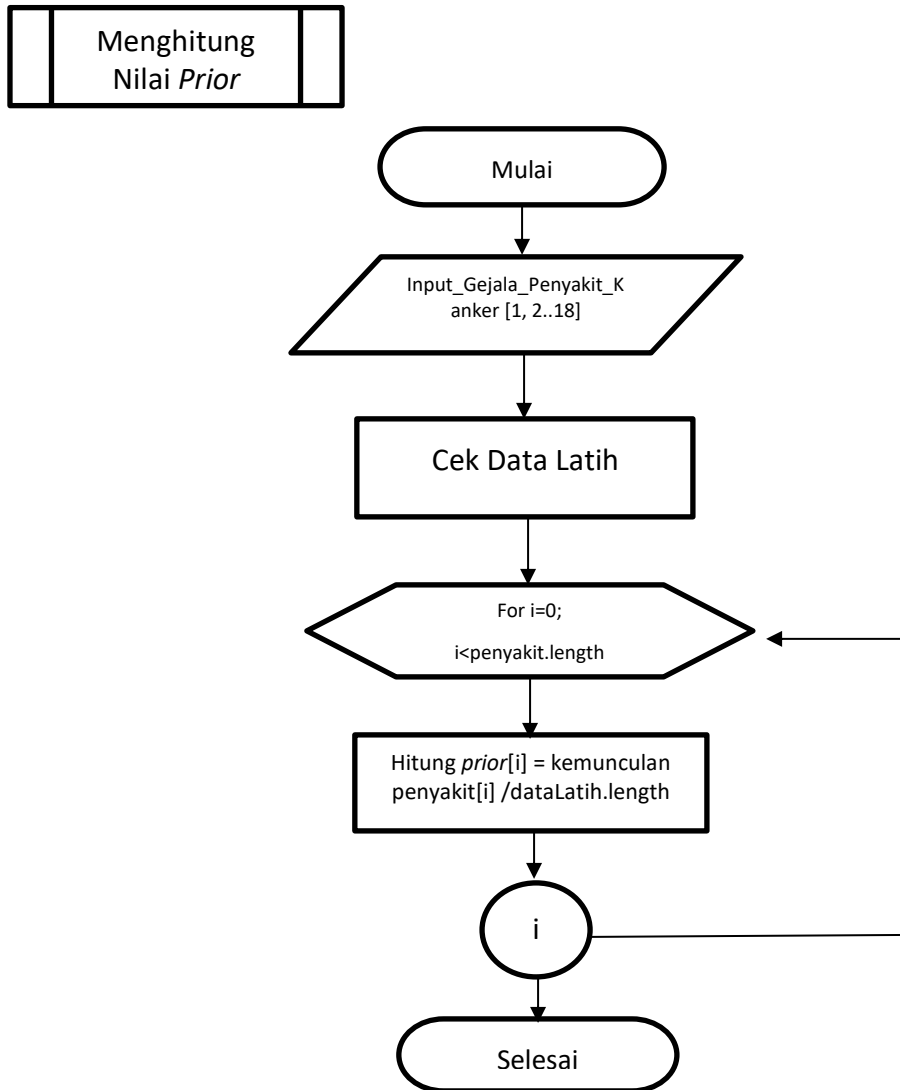 Menghitung
Nilai Prior
Mulai
Input_Gejala_Penyakit_K
anker [1, 2..18]
Cek Data Latih
For i=0;
i<penyakit.length
Hitung prior[i] = kemunculan
penyakit[i] /dataLatih.length
i
Selesai